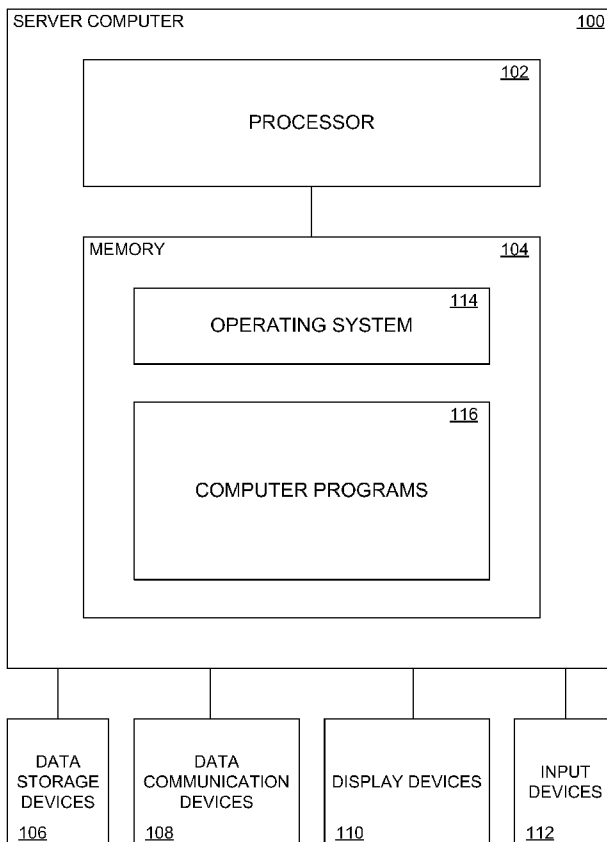 SERVER COMPUTER 100
102
PROCESSOR
MEMORY 104
114
OPERATING SYSTEM
116
COMPUTER PROGRAMS
DATA
STORAGE
DEVICES
106
DATA
COMMUNICATION
DEVICES
108
DISPLAY DEVICES
110
INPUT
DEVICES
112